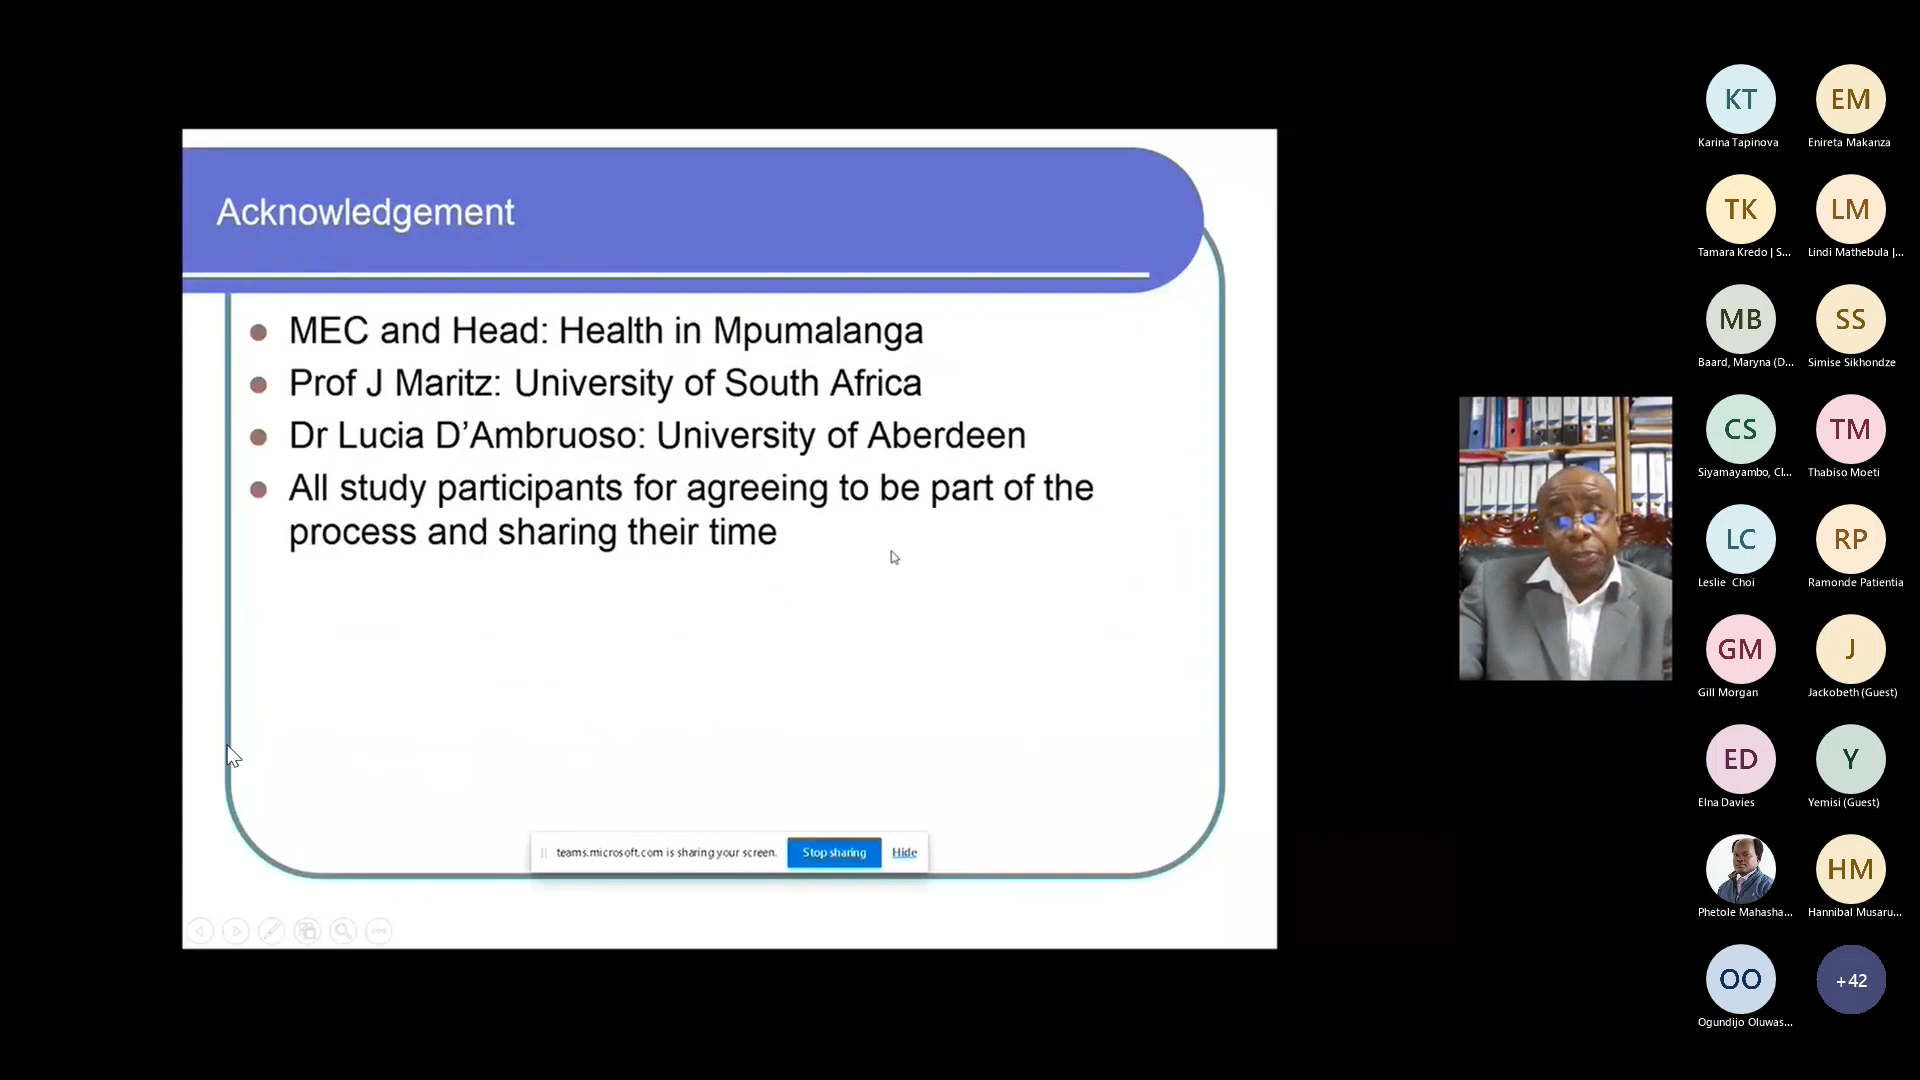 Acknowledgement
MEC and Head: Health in Mpumalanga
Prof J Maritz: University of South Africa
Dr Lucia D’Ambruoso: University of Aberdeen
All study participants for agreeing to be part of the
process and sharing their time
teams.microsoft.com is sharing your screen.
Stop sharing
Hide
KT
EM
Karina Tapinova
Enireta Makanza
TK
LM
Tamara Kredo | S...
Lindi Mathebula |...
MB
SS
Baard, Maryna (D...
Simise Sikhondze
CS
TM
Siyamayambo, Cl...
Thabiso Moeti
LC
RP
Leslie Choi
Ramonde Patientia
GM
J
Gill Morgan
Jackobeth (Guest)
ED
Y
Elna Davies
Yemisi (Guest)
HM
Phetole Mahasha...
Hannibal Musaru...
OO
+42
Ogundijo Oluwas...